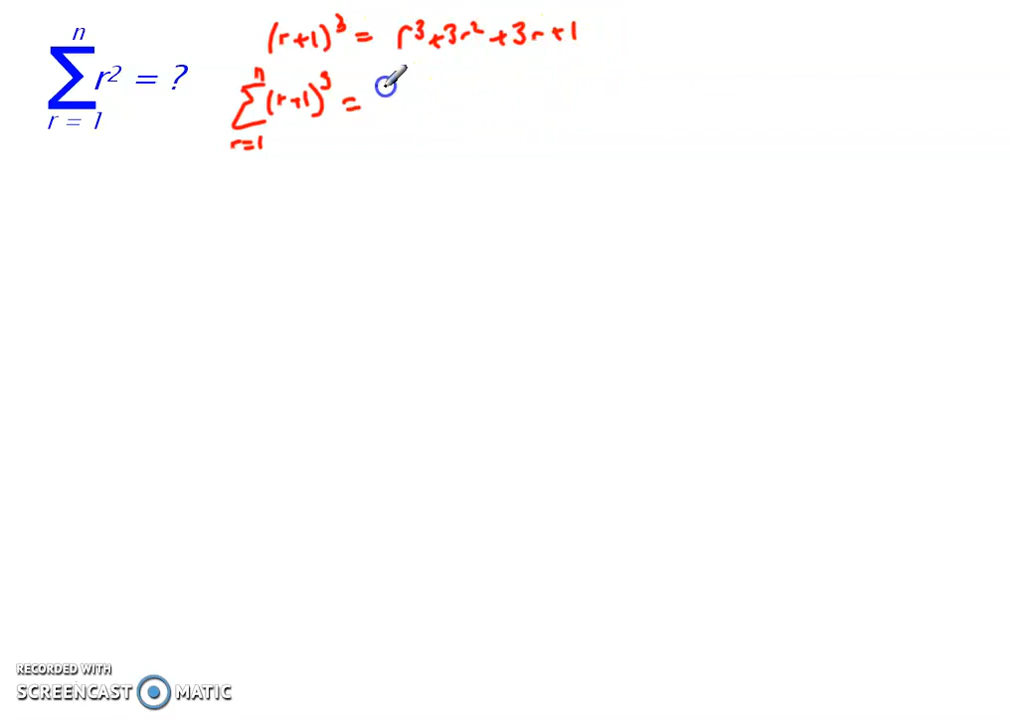 n
∑ r² = ?
r = 1
(r+1)³ = r³+3r²+3r+1
n
∑(r+1)³ =
r=1
RECORDED WITH
SCREENCAST MATIC